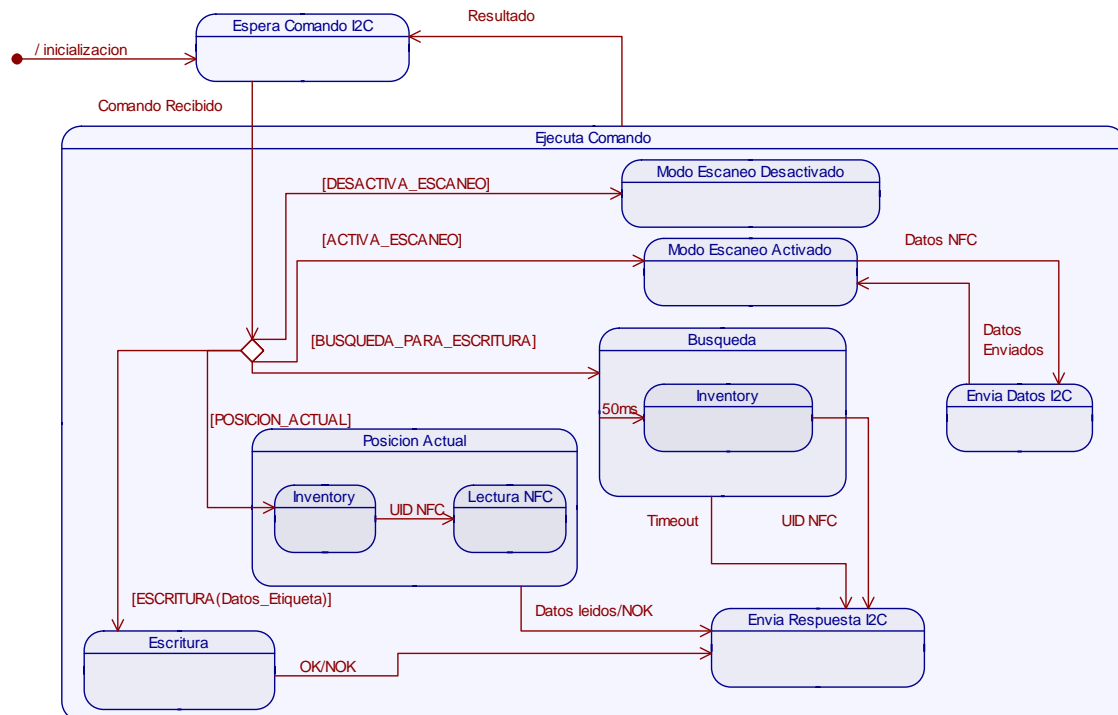 Resultado
Espera Comando I2C
/ inicializacion
Comando Recibido
Ejecuta Comando
Modo Escaneo Desactivado
[DESACTIVA_ESCANEO]
[ACTIVA_ESCANEO]
Modo Escaneo Activado
Datos NFC
Datos
Enviados
[BUSQUEDA_PARA_ESCRITURA]
Busqueda
Envia Datos I2C
Inventory
50ms
[POSICION_ACTUAL]
Posicion Actual
Inventory
Lectura NFC
UID NFC
Timeout
UID NFC
[ESCRITURA(Datos_Etiqueta)]
Datos leidos/NOK
Envia Respuesta I2C
Escritura
OK/NOK